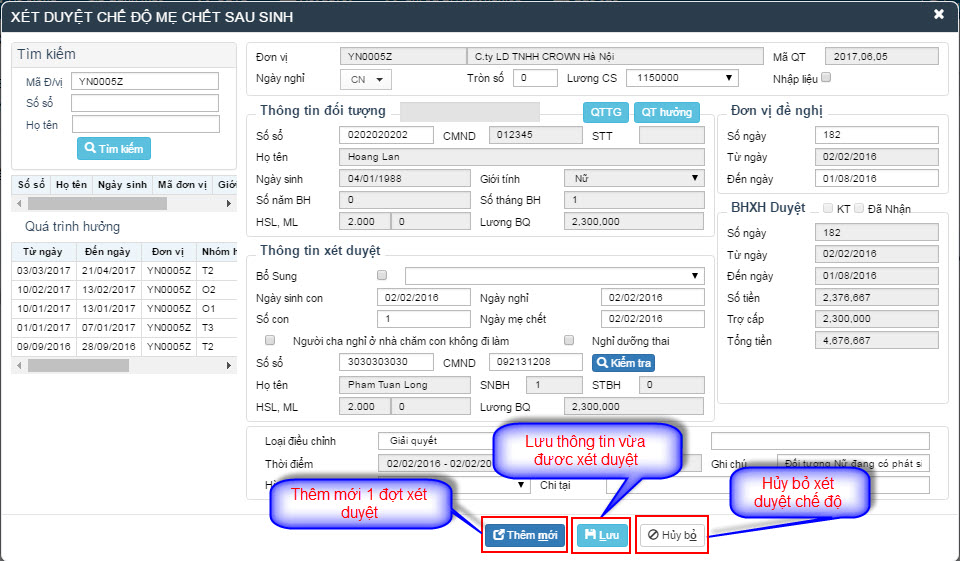 XÉT DUYỆT CHẾ ĐỘ MẸ CHẾT SAU SINH
Tìm kiếm
Mã Đ/vị YN0005Z
Số sổ
Họ tên
Tìm kiếm
Số sổ Họ tên Ngày sinh Mã đơn vị Giới
Quá trình hưởng
Từ ngày Đến ngày Đơn vị Nhóm h
03/03/2017 21/04/2017 YN0005Z T2
10/02/2017 13/02/2017 YN0005Z O2
10/01/2017 13/01/2017 YN0005Z O1
01/01/2017 07/01/2017 YN0005Z T3
09/09/2016 28/09/2016 YN0005Z T2
Đơn vị YN0005Z C.ty LD TNHH CROWN Hà Nội Mã QT 2017.06,05
Ngày nghỉ CN Tròn số 0 Lương CS 1150000 Nhập liệu
Thông tin đối tượng QTTG QT hưởng
Số sổ 0202020202 CMND 012345 STT
Họ tên Hoang Lan
Ngày sinh 04/01/1988 Giới tính Nữ
Số năm BH 0 Số tháng BH 1
HSL, ML 2.000 0 Lương BQ 2,300,000
Thông tin xét duyệt
Bổ Sung
Ngày sinh con 02/02/2016 Ngày nghỉ 02/02/2016
Số con 1 Ngày mẹ chết 02/02/2016
Người cha nghỉ ở nhà chăm con không đi làm Nghỉ dưỡng thai
Số sổ 3030303030 CMND 092131208 Kiểm tra
Họ tên Pham Tuan Long SNBH 1 STBH 0
HSL, ML 2.000 0 Lương BQ 2,300,000
Đơn vị đề nghị
Số ngày 182
Từ ngày 02/02/2016
Đến ngày 01/08/2016
BHXH Duyệt KT Đã Nhận
Số ngày 182
Từ ngày 02/02/2016
Đến ngày 01/08/2016
Số tiền 2,376,667
Trợ cấp 2,300,000
Tổng tiền 4,676,667
Loại điều chỉnh Giải quyết
Thời điểm 02/02/2016 - 02/02/20 Ghi chú Đối tượng Nữ đang có phát si
Chi tại
Thêm mới 1 đợt xét
duyệt
Lưu thông tin vừa
được xét duyệt
Hủy bỏ xét
duyệt chế độ
Thêm mới Lưu Hủy bỏ